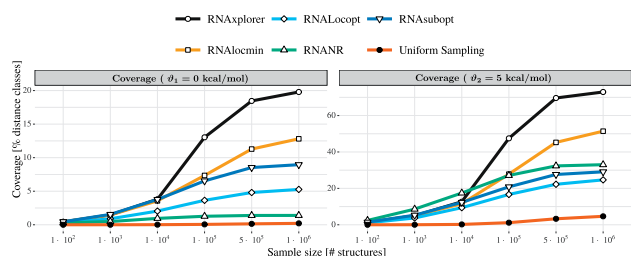 RNAxplorer RNALocopt RNAsubopt
RNAlocmin RNANR Uniform Sampling
Coverage ( ϑ₁ = 0 kcal/mol) Coverage ( ϑ₂ = 5 kcal/mol)
Coverage [% distance classes]
20
15
10
5
0
60
40
20
0
1 · 10² 1 · 10³ 1 · 10⁴ 1 · 10⁵ 5 · 10⁵ 1 · 10⁶ 1 · 10² 1 · 10³ 1 · 10⁴ 1 · 10⁵ 5 · 10⁵ 1 · 10⁶
Sample size [# structures]